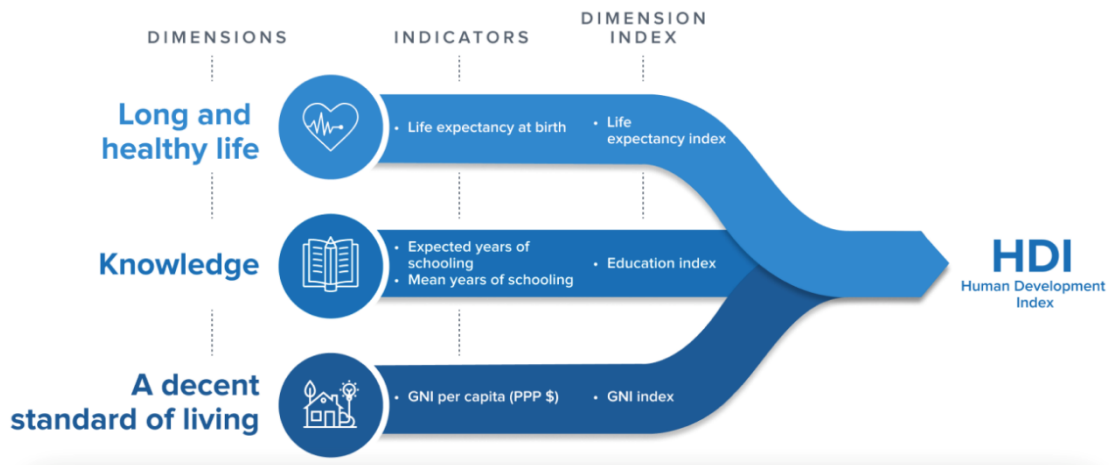 DIMENSIONS
INDICATORS
DIMENSION
INDEX
Long and
healthy life
• Life expectancy at birth
• Life
expectancy index
Knowledge
• Expected years of
schooling
• Mean years of schooling
• Education index
A decent
standard of living
• GNI per capita (PPP $)
• GNI index
HDI
Human Development
Index